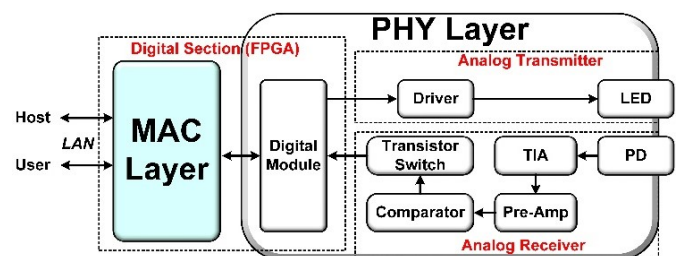 PHY Layer
Digital Section (FPGA)
Analog Transmitter
Host
LAN
User
MAC
Layer
Digital
Module
Driver
LED
Transistor
Switch
TIA
PD
Comparator
Pre-Amp
Analog Receiver